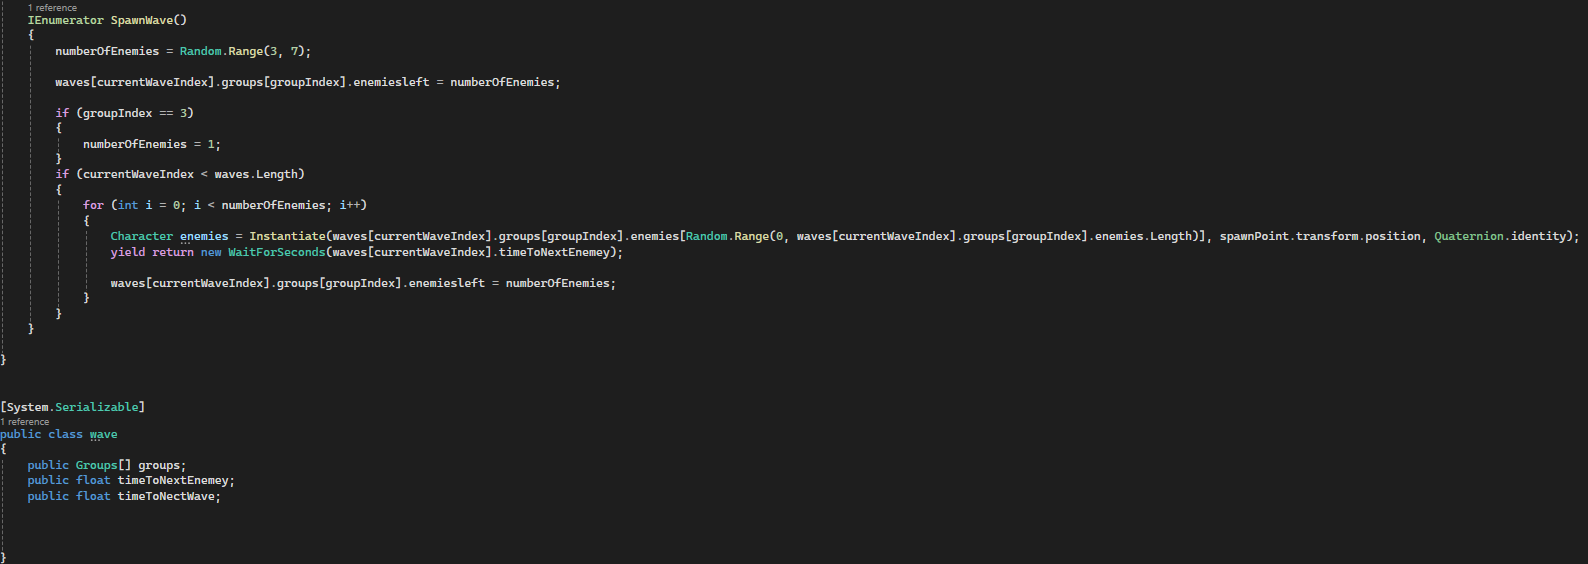 1 reference
IEnumerator SpawnWave()
{
numberOfEnemies = Random.Range(3, 7);
waves[currentWaveIndex].groups[groupIndex].enemiesleft = numberOfEnemies;
if (groupIndex == 3)
{
numberOfEnemies = 1;
}
if (currentWaveIndex < waves.Length)
{
for (int i = 0; i < numberOfEnemies; i++)
{
Character enemies = Instantiate(waves[currentWaveIndex].groups[groupIndex].enemies[Random.Range(0, waves[currentWaveIndex].groups[groupIndex].enemies.Length)], spawnPoint.transform.position, Quaternion.identity);
yield return new WaitForSeconds(waves[currentWaveIndex].timeToNextEnemey);
waves[currentWaveIndex].groups[groupIndex].enemiesleft = numberOfEnemies;
}
}
}
}
[System.Serializable]
1 reference
public class wave
{
public Groups[] groups;
public float timeToNextEnemey;
public float timeToNectWave;
}